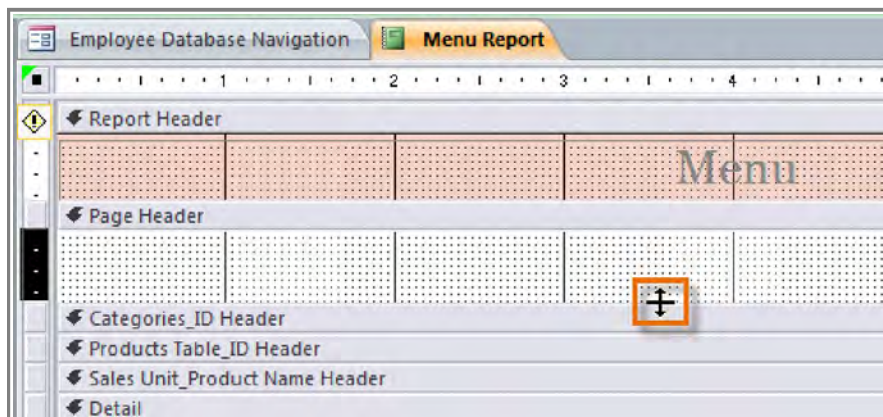 Employee Database Navigation Menu Report
1 2 3 4
Report Header
Menu
Page Header
Categories_ID Header
Products Table_ID Header
Sales Unit_Product Name Header
Detail